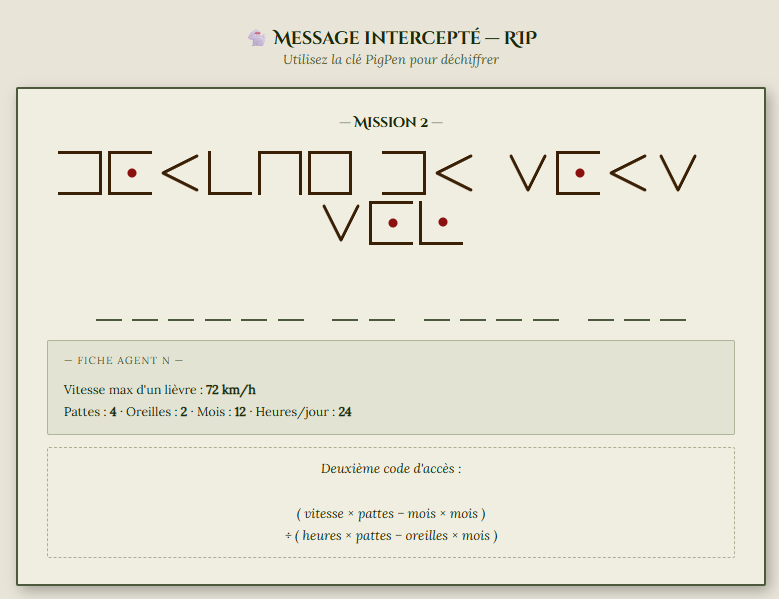 MESSAGE INTERCEPTÉ — RIP
Utilisez la clé PigPen pour déchiffrer
— MISSION 2 —
— FICHE AGENT N —
Vitesse max d'un lièvre : 72 km/h
Pattes : 4 · Oreilles : 2 · Mois : 12 · Heures/jour : 24
Deuxième code d'accès :
( vitesse × pattes − mois × mois )
÷ ( heures × pattes − oreilles × mois )